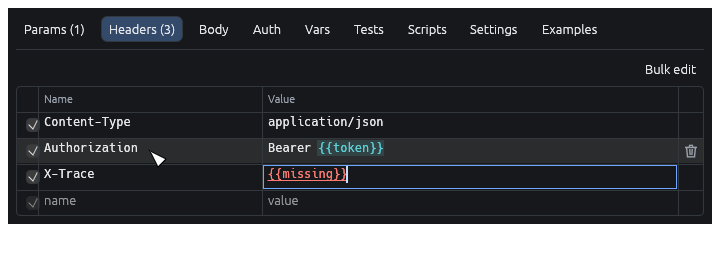 Params (1) Headers (3) Body Auth Vars Tests Scripts Settings Examples
Bulk edit
Name Value
Content-Type application/json
Authorization Bearer {{token}}
X-Trace {{missing}}
name value